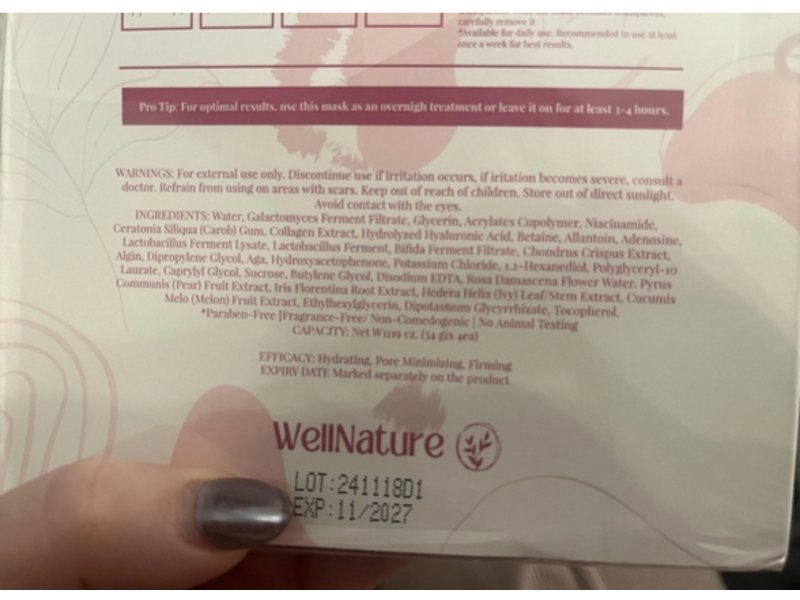 carefully remove it
*Available for daily use. Recommended to use at least
once a week for best results.
Pro Tip: For optimal results, use this mask as an overnigh treatment or leave it on for at least 3-4 hours.
WARNINGS: For external use only. Discontinue use if irritation occurs, if iritation becomes severe, consult a
doctor. Refrain from using on areas with scars. Keep out of reach of children. Store out of direct sunlight.
Avoid contact with the eyes.
INGREDIENTS: Water, Galactomyces Ferment Filtrate, Glycerin, Acrylates Copolymer, Niacinamide,
Ceratonia Siliqua (Carob) Gum, Collagen Extract, Hydrolyzed Hyaluronic Acid, Betaine, Allantoin, Adenosine,
Lactobacillus Ferment Lysate, Lactobacillus Ferment, Bifida Ferment Filtrate, Chondrus Crispus Extract,
Algin, Dipropylene Glycol, Aga, Hydroxyacetophenone, Potassium Chloride, 1.2-Hexanediol, Polyglyceryl-10
Laurate, Caprylyl Glycol, Sucrose, Butylene Glycol, Disodium EDTA, Rosa Damascena Flower Water. Pyrus
Communis (Pear) Fruit Extract, Iris Florentina Root Extract, Hedera Helix (Ivy) Leaf/Stem Extract, Cucumis
Melo (Melon) Fruit Extract, Ethylhexylglycerin, Dipotassium Glycyrrhizate, Tocopherol.
*Paraben-Free |Fragrance-Free/ Non-Comedogenic | No Animal Testing
CAPACITY: Net W1119 cz. (34 gix 4ea)
EFFICACY: Hydrating, Pore Minimizing, Firming
EXPIRY DATE Marked separately on the product
WellNature
LOT:241118D1
EXP:11/2027